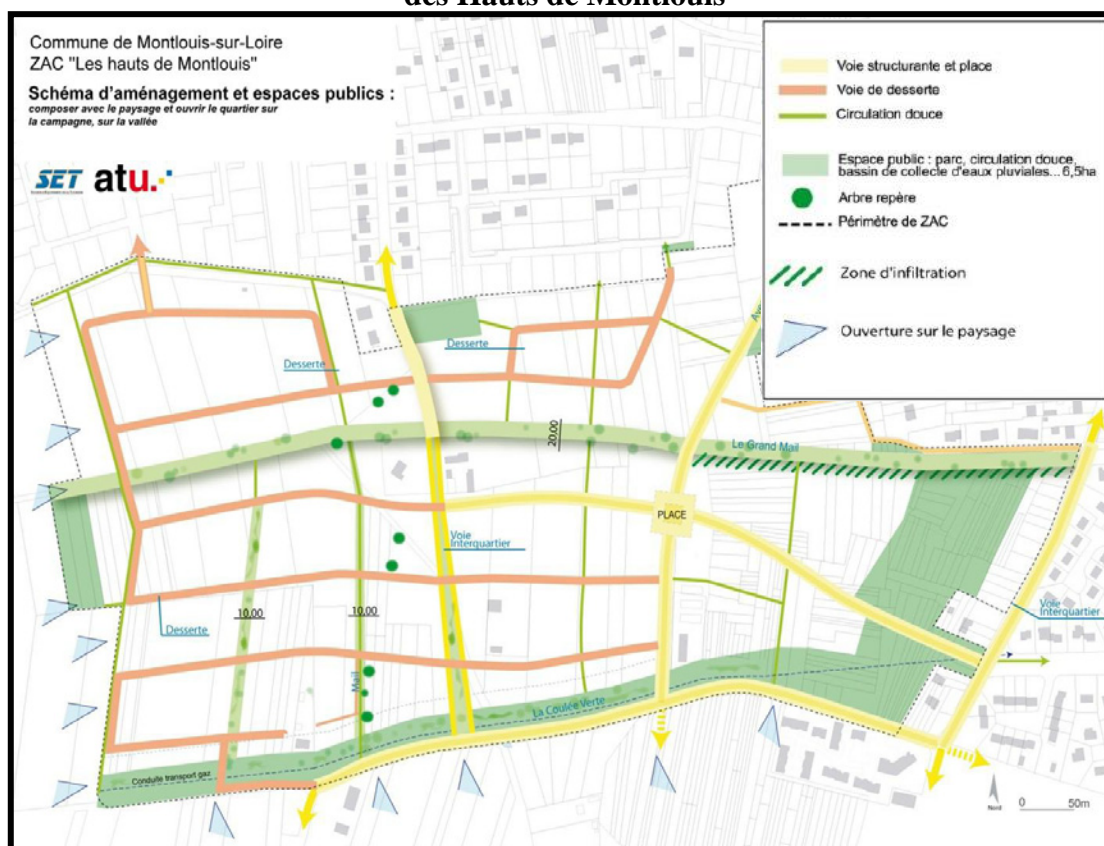 des Hauts de Montlouis
Commune de Montlouis-sur-Loire
ZAC "Les hauts de Montlouis"
Schéma d'aménagement et espaces publics :
composer avec le paysage et ouvrir le quartier sur
la campagne, sur la vallée
SET atu.
Voie structurante et place
Voie de desserte
Circulation douce
Espace public : parc, circulation douce,
bassin de collecte d'eaux pluviales... 6,5ha
Arbre repère
Périmètre de ZAC
Zone d'infiltration
Ouverture sur le paysage
Desserte
Desserte
20,00
Le Grand Mail
PLACE
Voie
Interquartier
10,00
10,00
Desserte
Voie
Interquartier
Mail
La Coulée Verte
Conduite transport gaz
Nord
0 50m